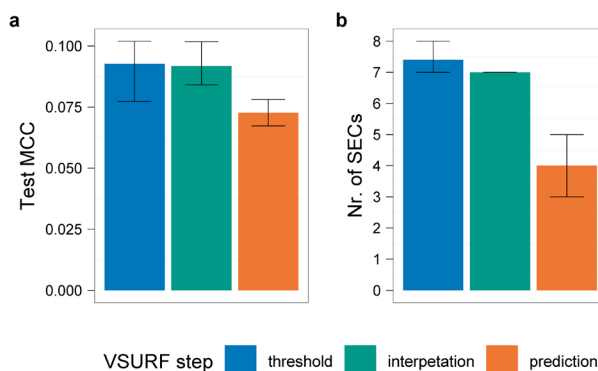 a
Test MCC
0.100
0.075
0.050
0.025
0.000
b
Nr. of SECs
8
7
6
5
4
3
2
1
0
VSURF step threshold interpetation prediction